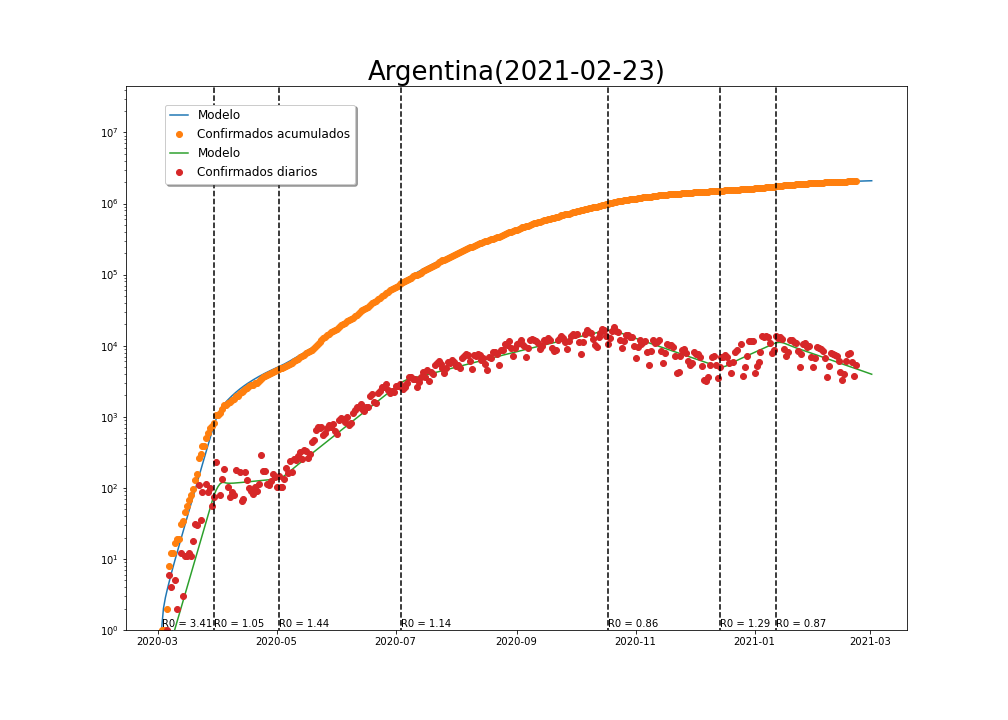 Argentina(2021-02-23)
Modelo
Confirmados acumulados
Modelo
Confirmados diarios
10⁷
10⁶
10⁵
10⁴
10³
10²
10¹
10⁰
R0 = 3.41 R0 = 1.05 R0 = 1.44 R0 = 1.14 R0 = 0.86 R0 = 1.29 R0 = 0.87
2020-03 2020-05 2020-07 2020-09 2020-11 2021-01 2021-03